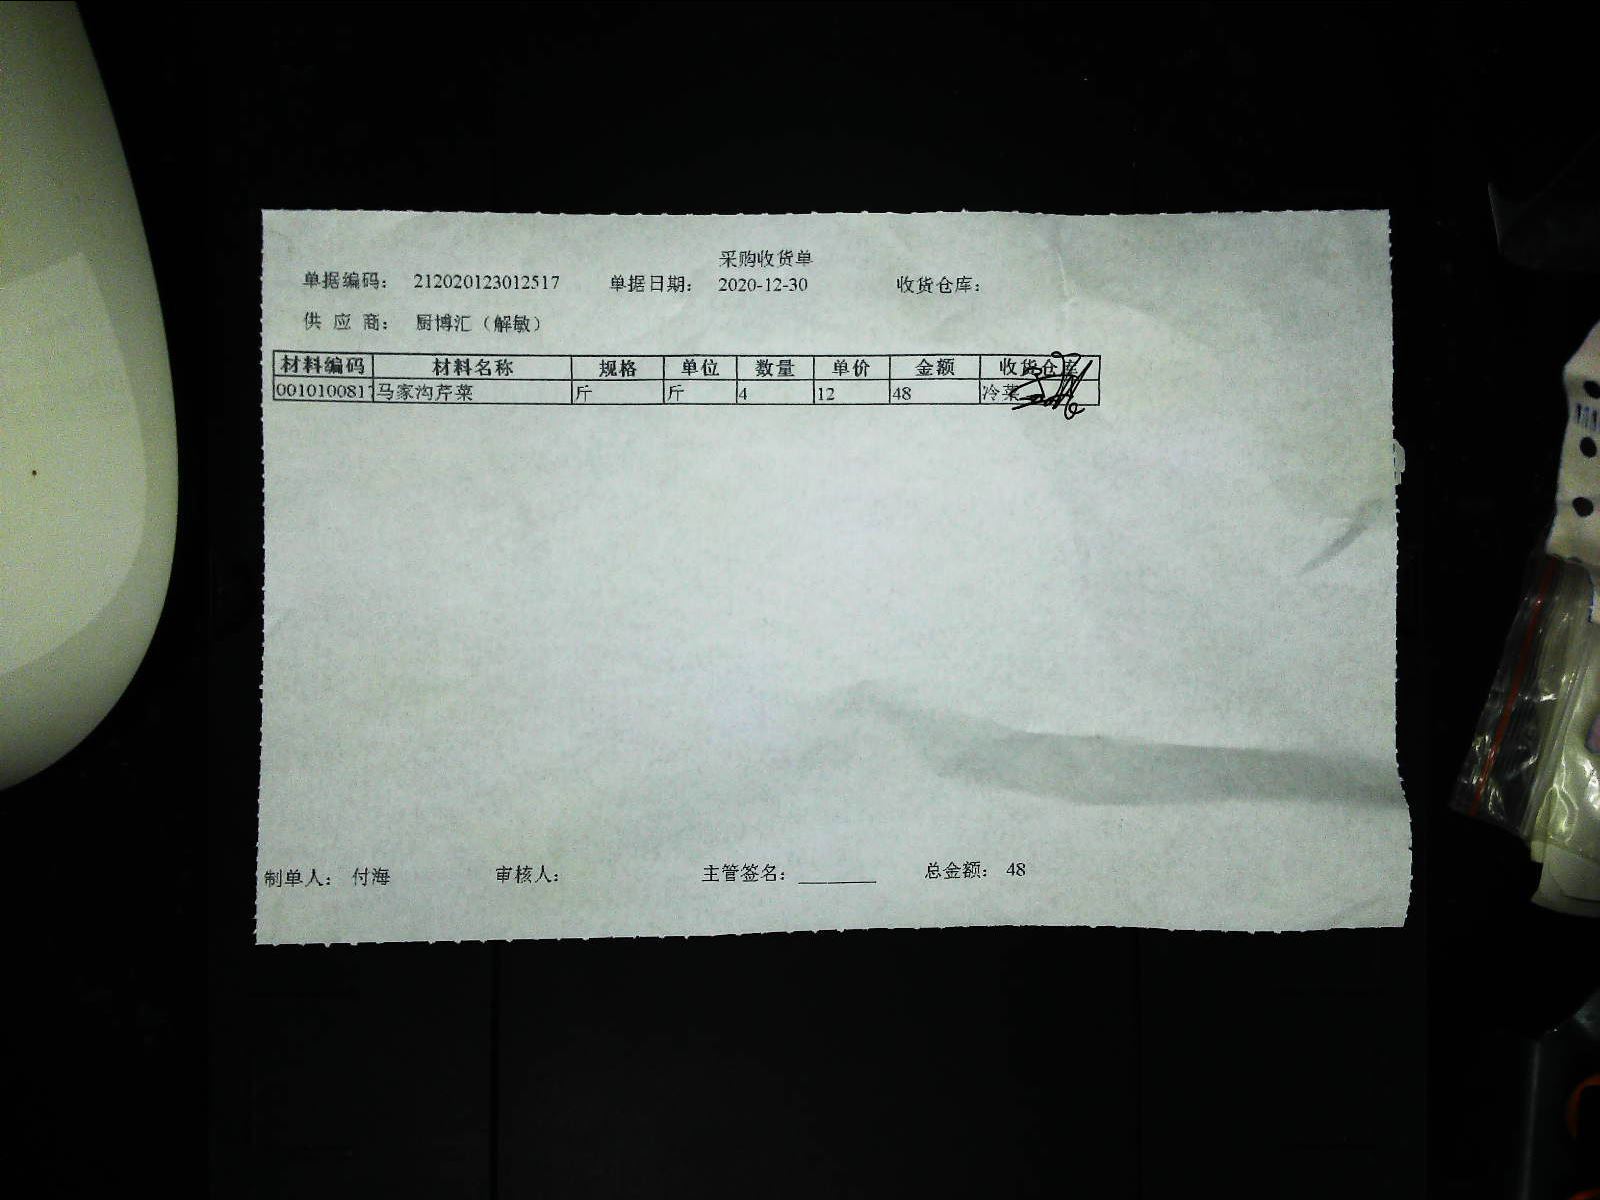 采购收货单
单据编码： 212020123012517 单据日期： 2020-12-30 收货仓库：
供 应 商： 厨博汇（解敏）
材料编码 材料名称 规格 单位 数量 单价 金额 收货仓库
0010100817 马家沟芹菜 斤 斤 4 12 48 冷菜
制单人： 付海 审核人： 主管签名： ________ 总金额： 48